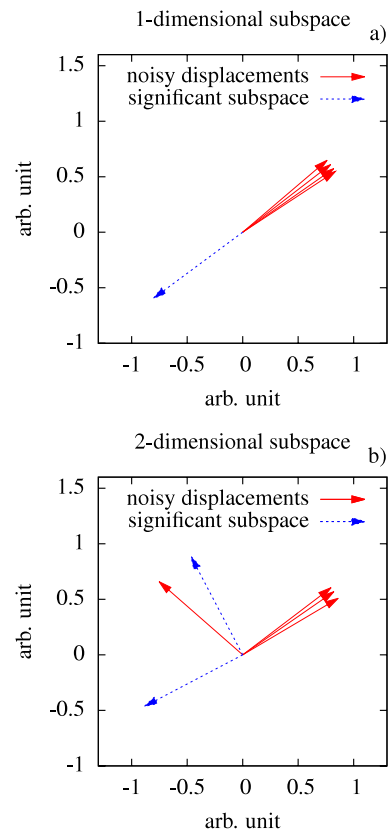 1-dimensional subspace
a)
noisy displacements
significant subspace
1.5
1
0.5
0
-0.5
-1
arb. unit
-1 -0.5 0 0.5 1
arb. unit
2-dimensional subspace
b)
noisy displacements
significant subspace
1.5
1
0.5
0
-0.5
-1
arb. unit
-1 -0.5 0 0.5 1
arb. unit